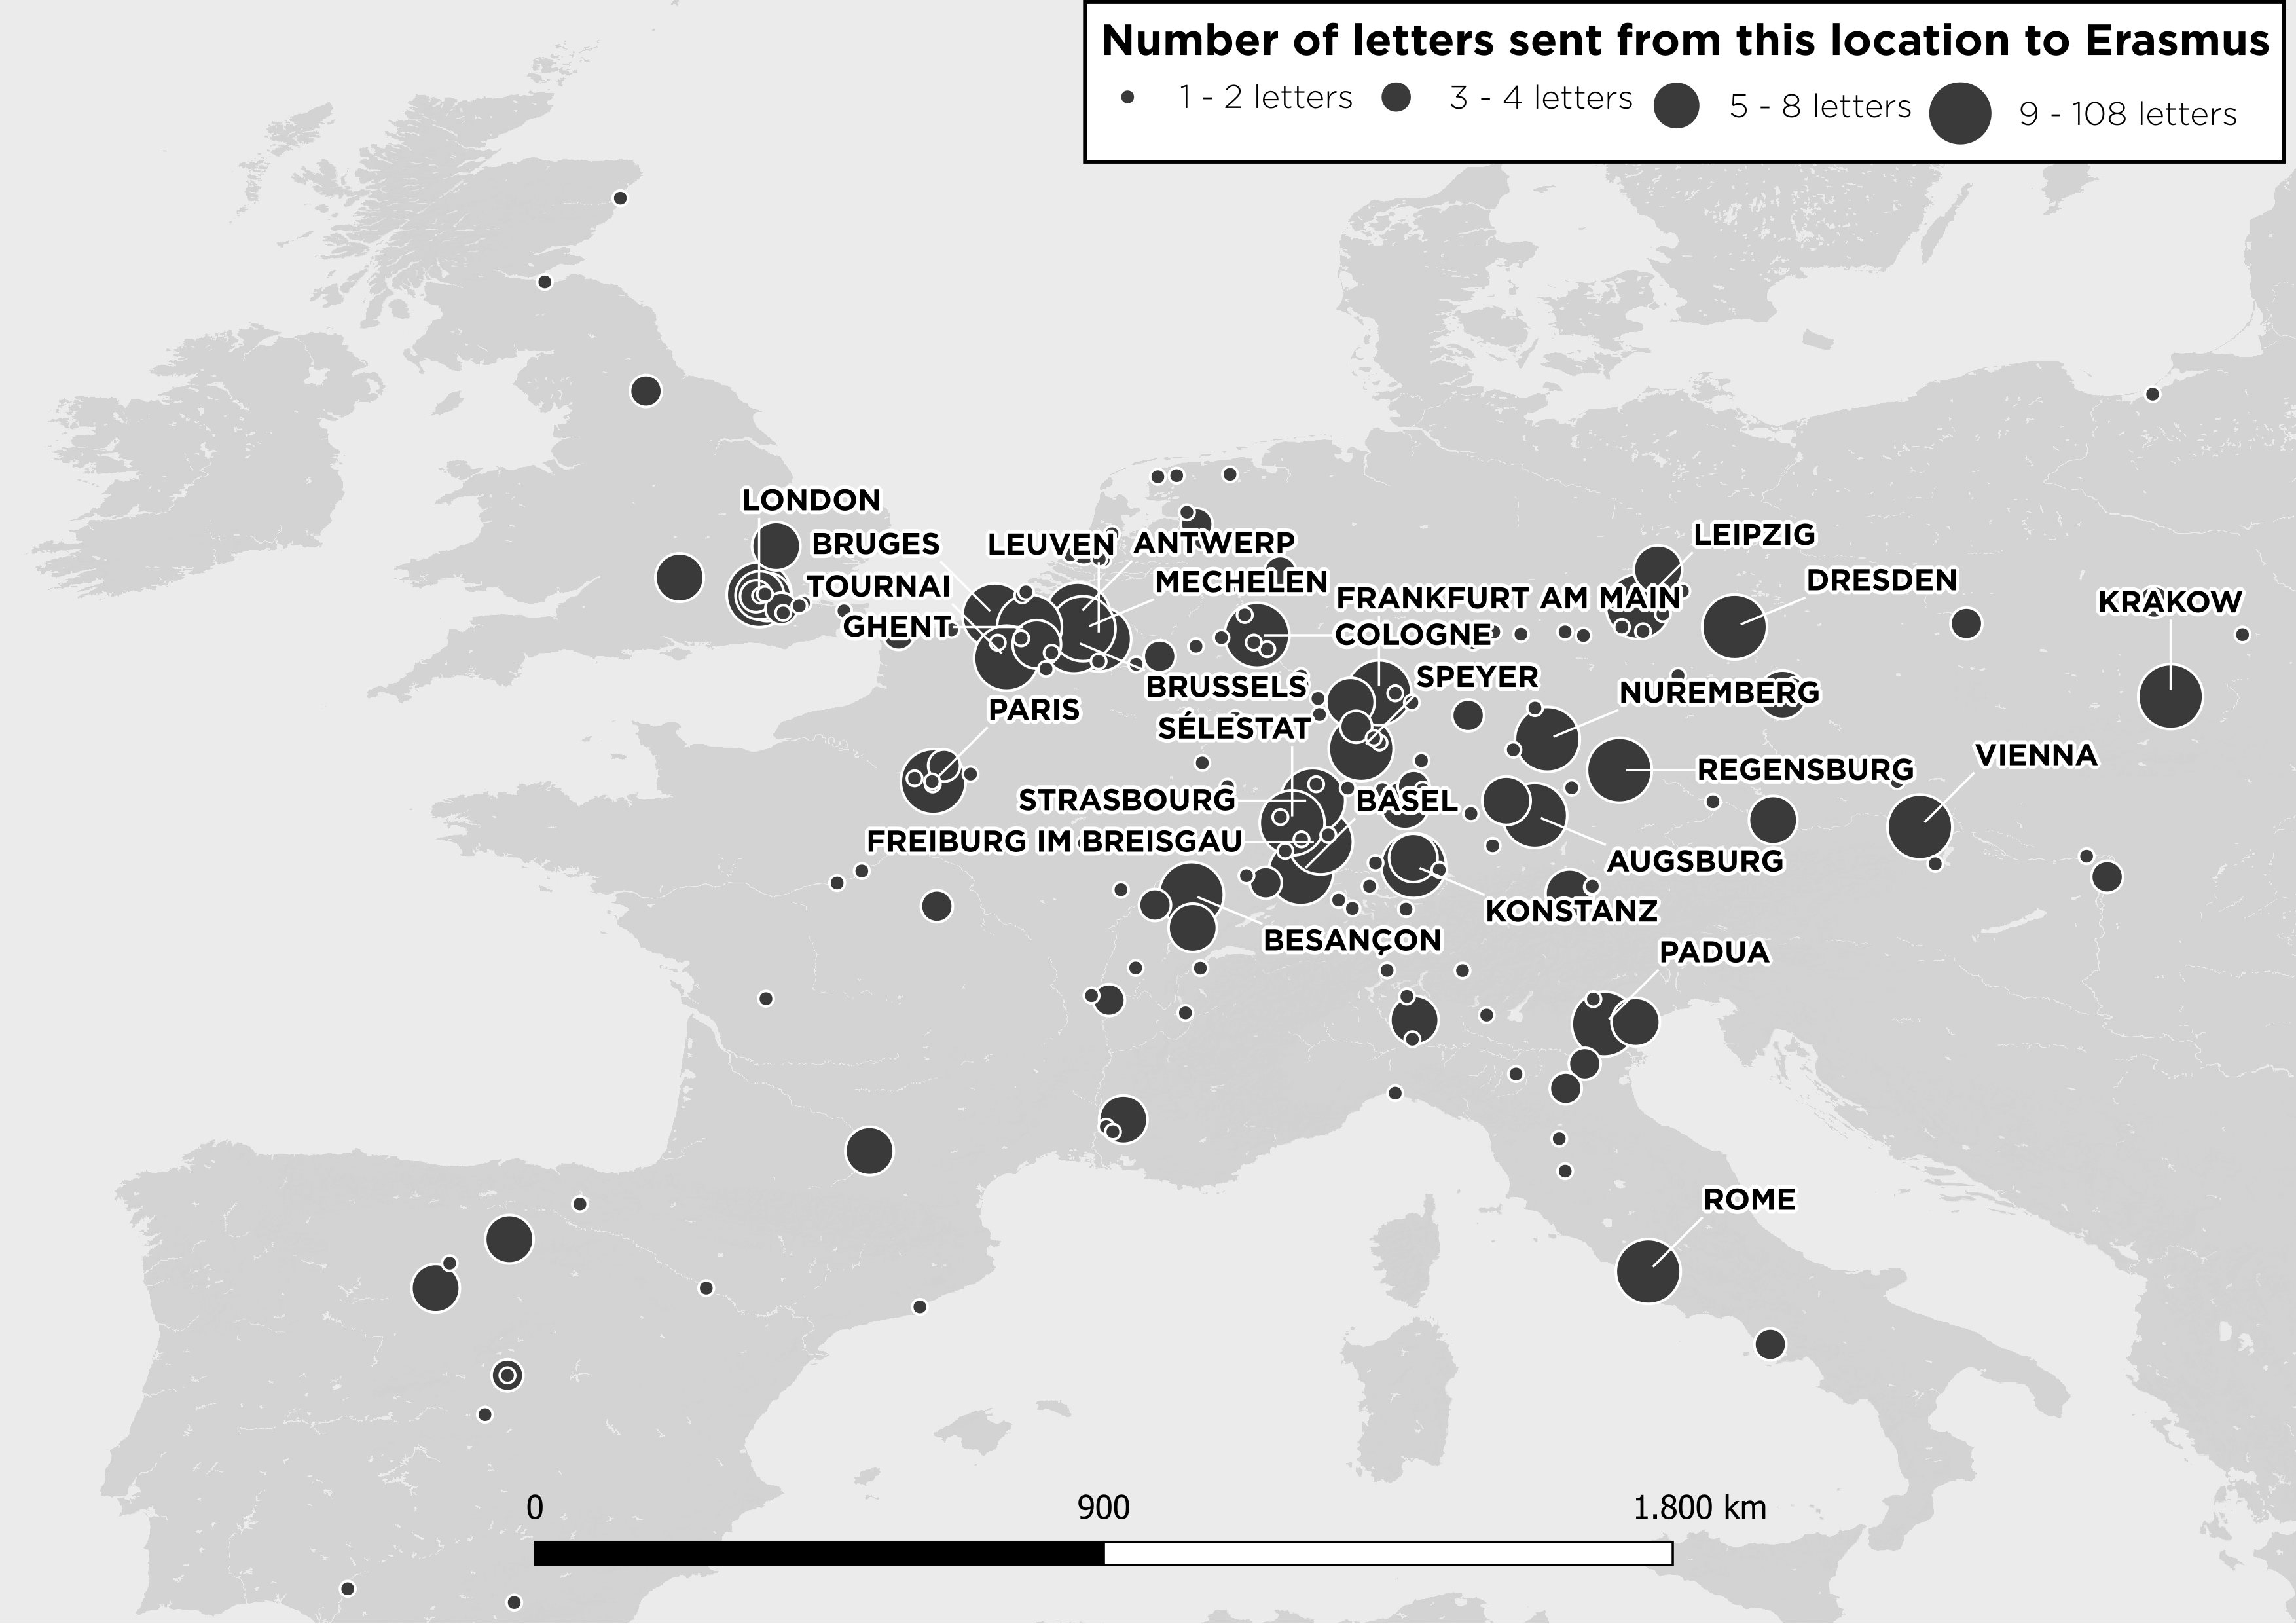 Number of letters sent from this location to Erasmus
1 - 2 letters
3 - 4 letters
5 - 8 letters
9 - 108 letters
LONDON
BRUGES
LEUVEN
ANTWERP
LEIPZIG
TOURNAI
MECHELEN
DRESDEN
FRANKFURT AM MAIN
KRAKOW
GHENT
COLOGNE
SPEYER
BRUSSELS
NUREMBERG
PARIS
SÉLESTAT
VIENNA
REGENSBURG
STRASBOURG
BASEL
FREIBURG IM BREISGAU
AUGSBURG
KONSTANZ
BESANÇON
PADUA
ROME
0
900
1.800 km